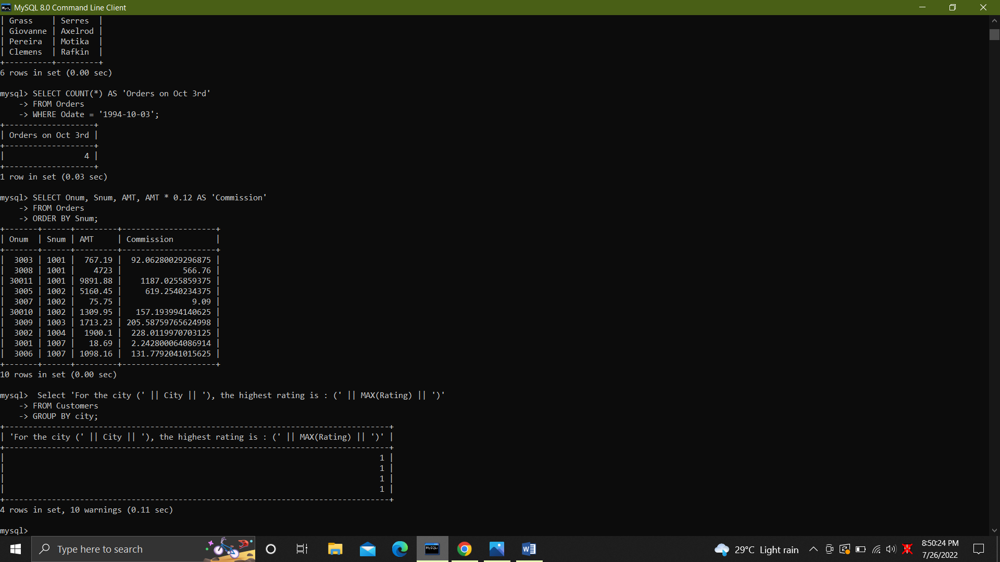 MySQL 8.0 Command Line Client
| Grass    | Serres  |
| Giovanne | Axelrod |
| Pereira  | Motika  |
| Clemens  | Rafkin  |
+----------+---------+
6 rows in set (0.00 sec)
mysql> SELECT COUNT(*) AS 'Orders on Oct 3rd'
    -> FROM Orders
    -> WHERE Odate = '1994-10-03';
+-------------------+
| Orders on Oct 3rd |
+-------------------+
|                 4 |
+-------------------+
1 row in set (0.03 sec)
mysql> SELECT Onum, Snum, AMT, AMT * 0.12 AS 'Commission'
    -> FROM Orders
    -> ORDER BY Snum;
+-------+------+---------+--------------------+
| Onum  | Snum | AMT     | Commission         |
+-------+------+---------+--------------------+
|  3003 | 1001 |  767.19 |  92.06280029296875 |
|  3008 | 1001 |    4723 |             566.76 |
| 30011 | 1001 | 9891.88 |    1187.0255859375 |
|  3005 | 1002 | 5160.45 |     619.2540234375 |
|  3007 | 1002 |   75.75 |               9.09 |
| 30010 | 1002 | 1309.95 |   157.193994140625 |
|  3009 | 1003 | 1713.23 | 205.58759765624998 |
|  3002 | 1004 |  1900.1 |  228.0119970703125 |
|  3001 | 1007 |   18.69 |  2.242800064086914 |
|  3006 | 1007 | 1098.16 |  131.7792041015625 |
+-------+------+---------+--------------------+
10 rows in set (0.00 sec)
mysql>  Select 'For the city (' || City || '), the highest rating is : (' || MAX(Rating) || ')'
    -> FROM Customers
    -> GROUP BY city;
+----------------------------------------------------------------------------------+
| 'For the city (' || City || '), the highest rating is : (' || MAX(Rating) || ')' |
+----------------------------------------------------------------------------------+
|                                                                                1 |
|                                                                                1 |
|                                                                                1 |
|                                                                                1 |
+----------------------------------------------------------------------------------+
4 rows in set, 10 warnings (0.11 sec)
mysql>
Type here to search
29°C Light rain
8:50:24 PM
7/26/2022